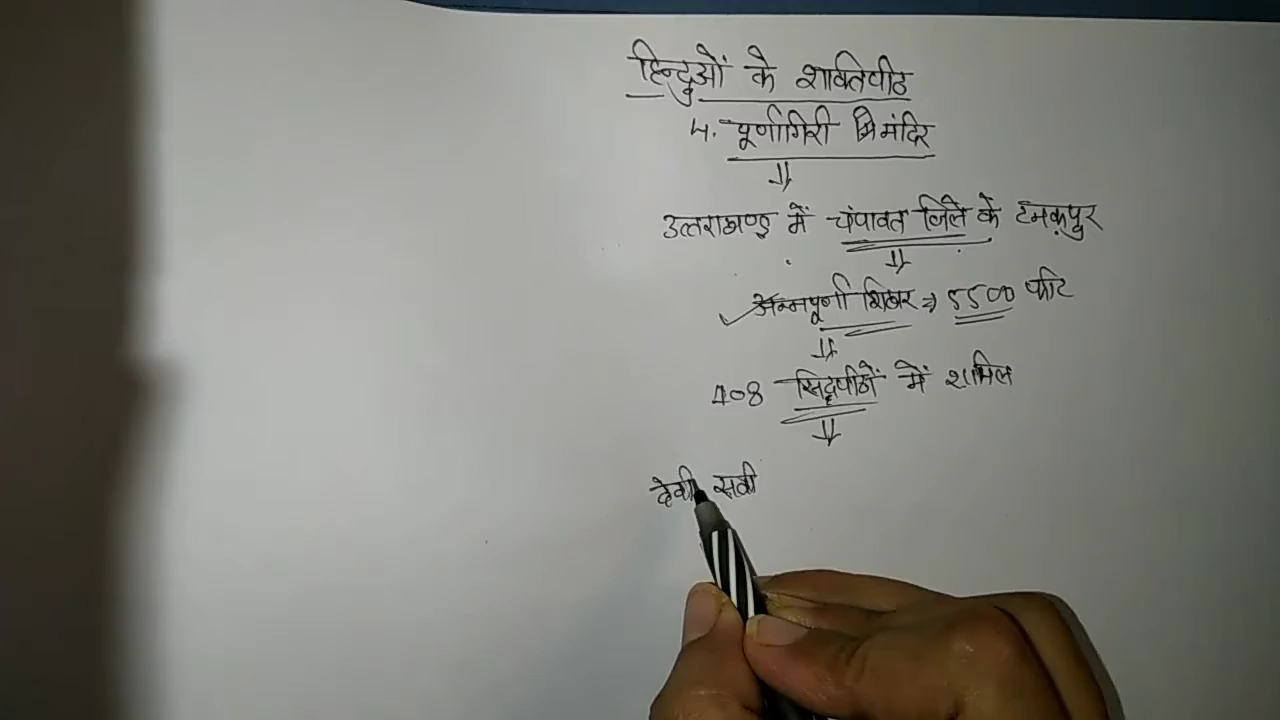 हिन्दुओं के शक्तिपीठ
4. पूर्णागिरी मंदिर
उत्तराखण्ड में चंपावत जिले के टनकपुर
अन्नपूर्णा शिखर → 5500 फीट
108 सिद्धपीठों में शामिल
देवी सती